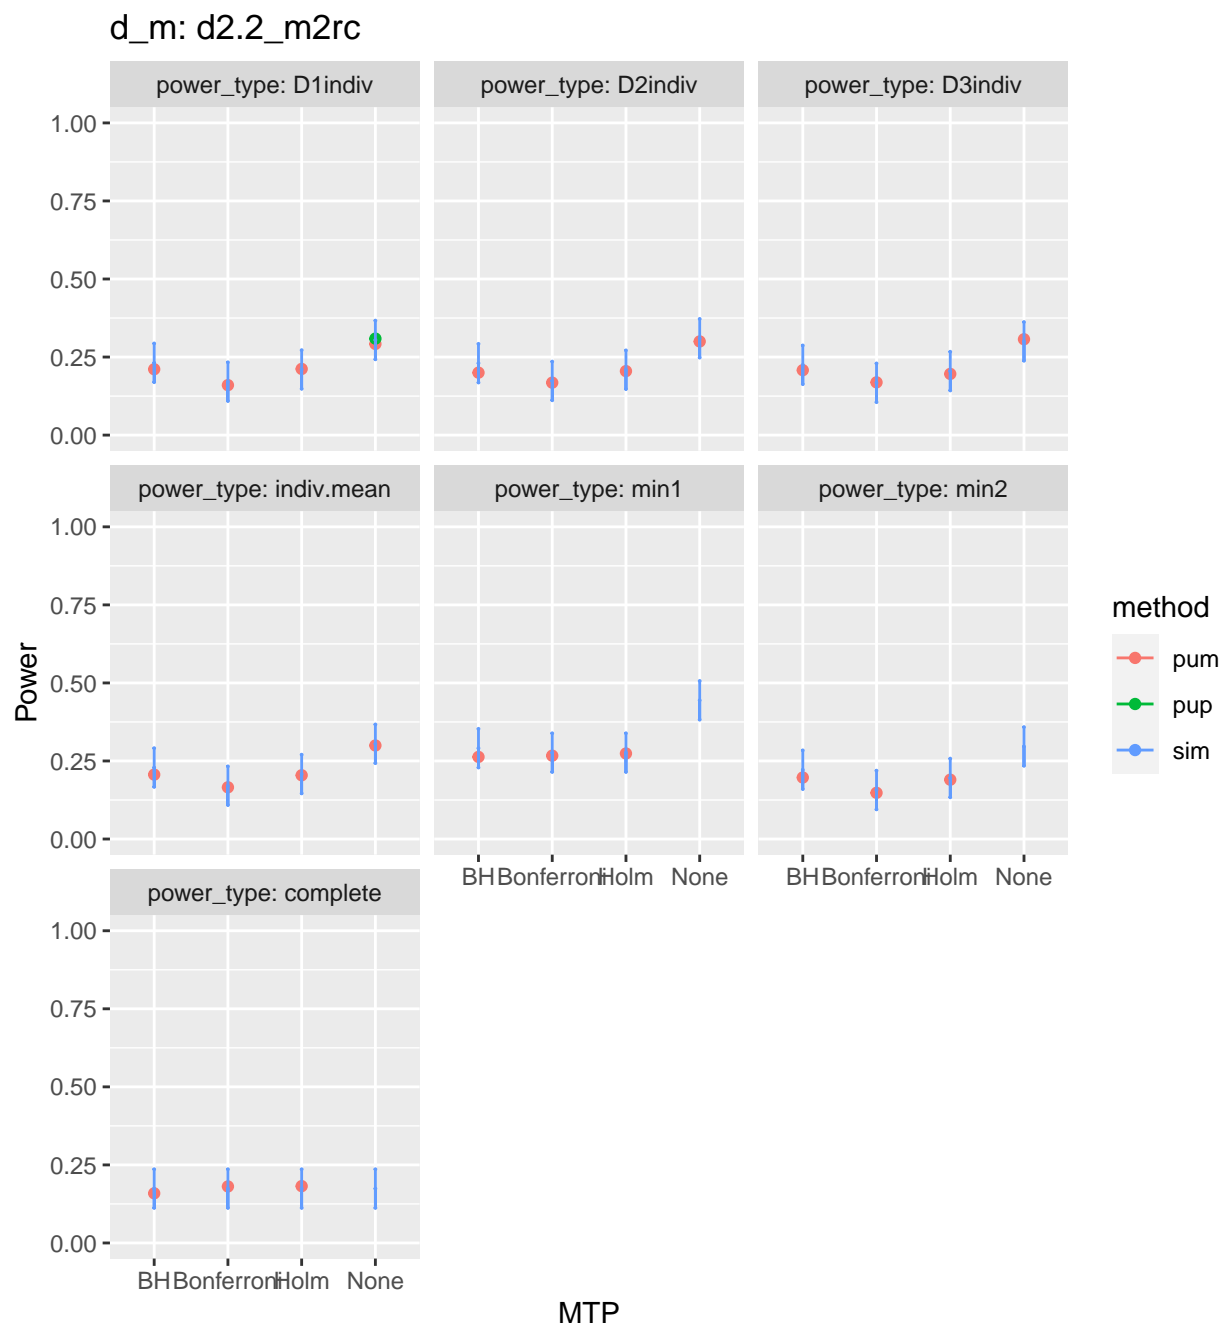 d_m: d2.2_m2rc
power_type: D1indiv
power_type: D2indiv
power_type: D3indiv
1.00
0.75
0.50
0.25
0.00
power_type: indiv.mean
power_type: min1
power_type: min2
1.00
0.75
0.50
0.25
0.00
BH Bonferroni Holm None
BH Bonferroni Holm None
power_type: complete
1.00
0.75
0.50
0.25
0.00
BH Bonferroni Holm None
Power
MTP
method
pum
pup
sim